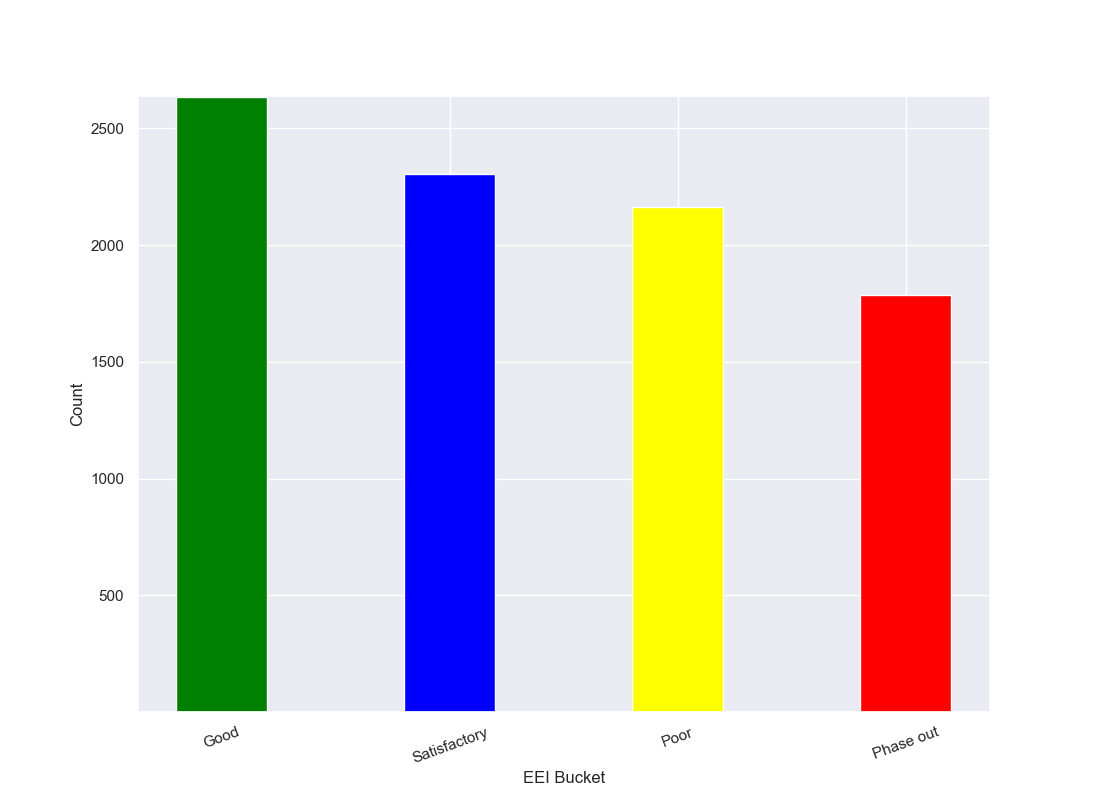 2500
2000
1500
1000
500
Count
Good
Satisfactory
Poor
Phase out
EEI Bucket